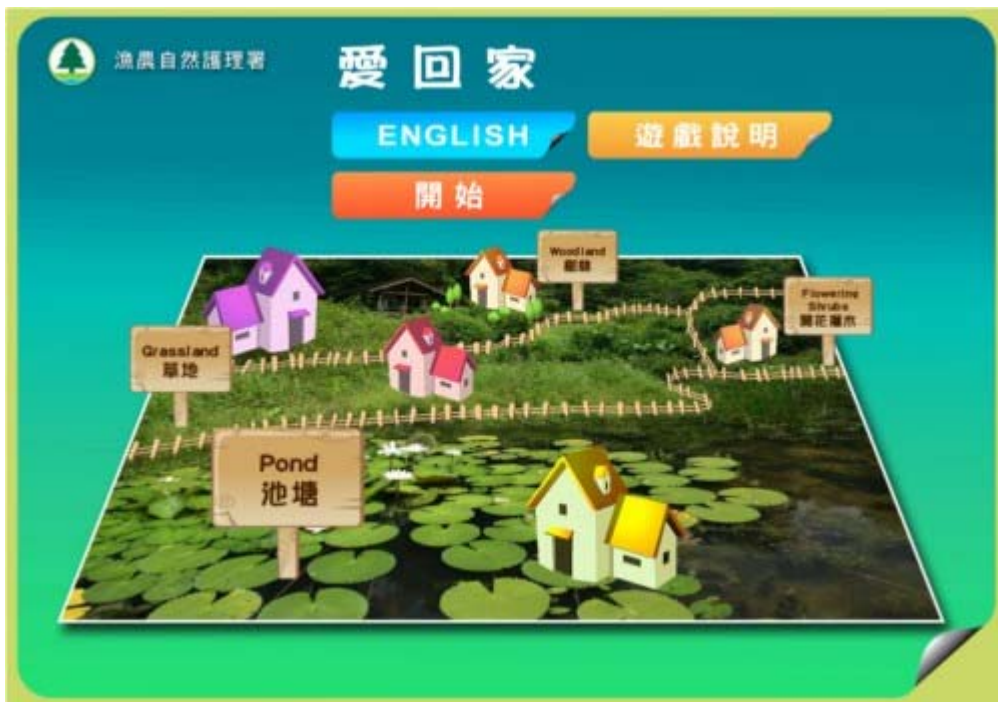 漁農自然護理署
愛回家
ENGLISH
遊戲說明
開始
Woodland
樹林
Flowering
Shrubs
開花灌木
Grassland
草地
Pond
池塘